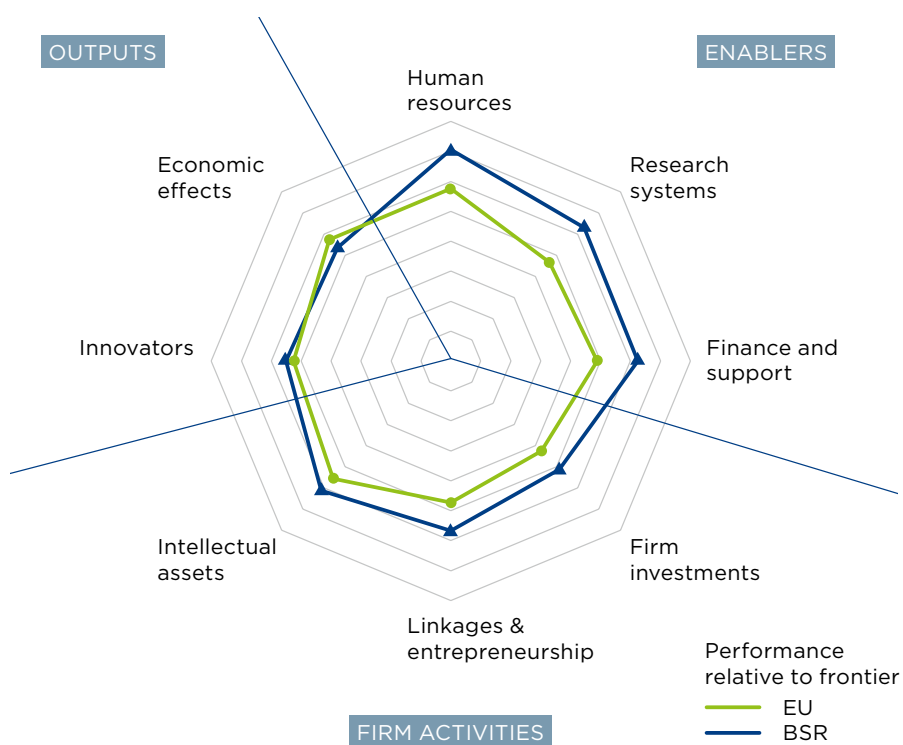 OUTPUTS
ENABLERS
Human
resources
Economic
effects
Research
systems
Innovators
Finance and
support
Intellectual
assets
Firm
investments
Linkages &
entrepreneurship
Performance
relative to frontier
EU
BSR
FIRM ACTIVITIES